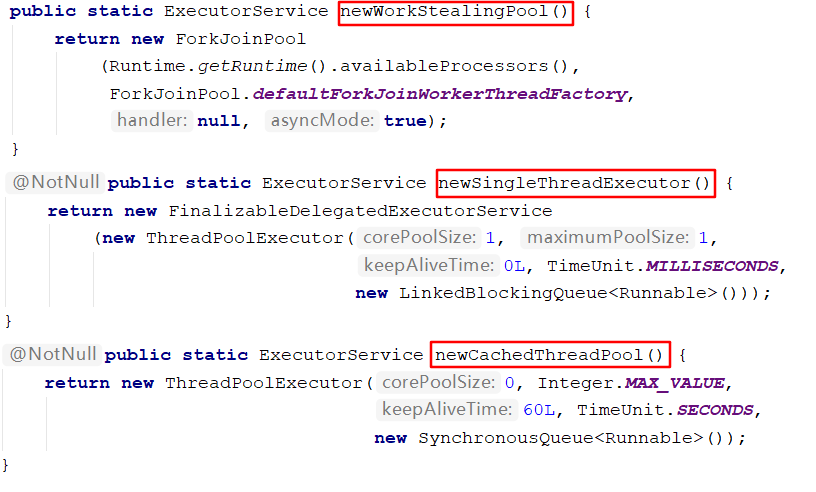 public static ExecutorService newWorkStealingPool() {
return new ForkJoinPool
(Runtime.getRuntime().availableProcessors(),
ForkJoinPool.defaultForkJoinWorkerThreadFactory,
handler: null, asyncMode: true);
}
@NotNull public static ExecutorService newSingleThreadExecutor() {
return new FinalizableDelegatedExecutorService
(new ThreadPoolExecutor( corePoolSize: 1, maximumPoolSize: 1,
keepAliveTime: 0L, TimeUnit.MILLISECONDS,
new LinkedBlockingQueue<Runnable>()));
}
@NotNull public static ExecutorService newCachedThreadPool() {
return new ThreadPoolExecutor( corePoolSize: 0, Integer.MAX_VALUE,
keepAliveTime: 60L, TimeUnit.SECONDS,
new SynchronousQueue<Runnable>());
}